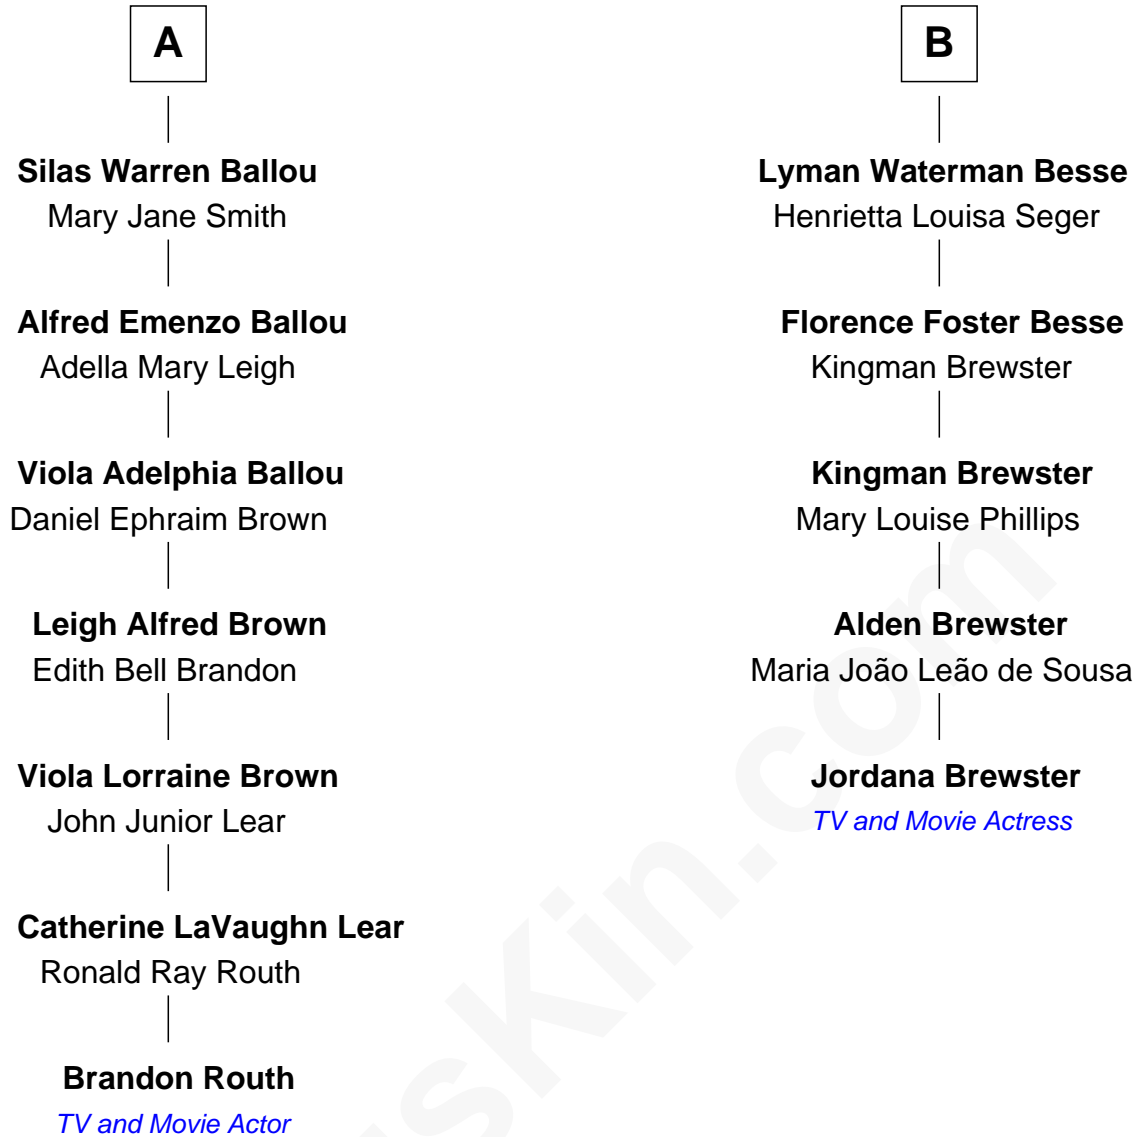 A
Silas Warren Ballou
Mary Jane Smith
Alfred Emenzo Ballou
Adella Mary Leigh
Viola Adelphia Ballou
Daniel Ephraim Brown
Leigh Alfred Brown
Edith Bell Brandon
Viola Lorraine Brown
John Junior Lear
Catherine LaVaughn Lear
Ronald Ray Routh
Brandon Routh
TV and Movie Actor
B
Lyman Waterman Besse
Henrietta Louisa Seger
Florence Foster Besse
Kingman Brewster
Kingman Brewster
Mary Louise Phillips
Alden Brewster
Maria João Leão de Sousa
Jordana Brewster
TV and Movie Actress
sKin.com